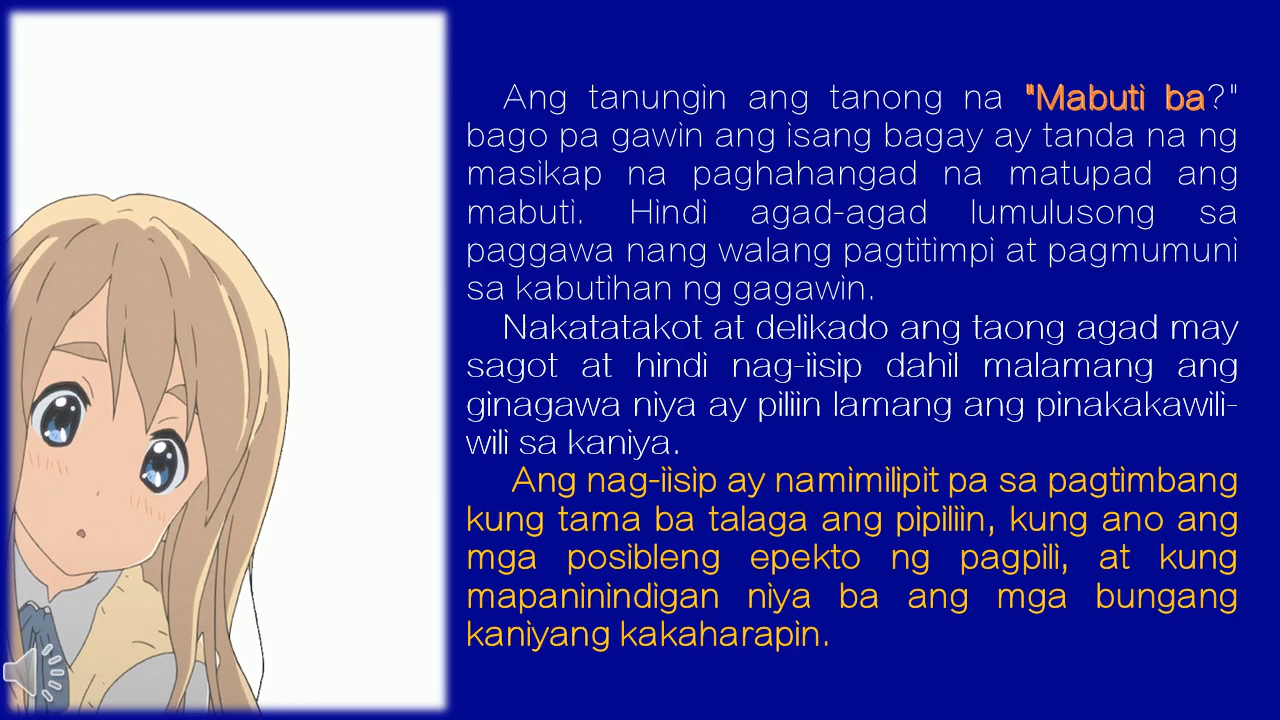 Ang tanungin ang tanong na "Mabuti ba?"
bago pa gawin ang isang bagay ay tanda na ng
masikap na paghahangad na matupad ang
mabuti. Hindi agad-agad lumulusong sa
paggawa nang walang pagtitimpi at pagmumuni
sa kabutihan ng gagawin.
Nakatatakot at delikado ang taong agad may
sagot at hindi nag-iisip dahil malamang ang
ginagawa niya ay piliin lamang ang pinakakawili-
wili sa kaniya.
Ang nag-iisip ay namimilipit pa sa pagtimbang
kung tama ba talaga ang pipiliin, kung ano ang
mga posibleng epekto ng pagpili, at kung
mapaninindigan niya ba ang mga bungang
kaniyang kakaharapin.